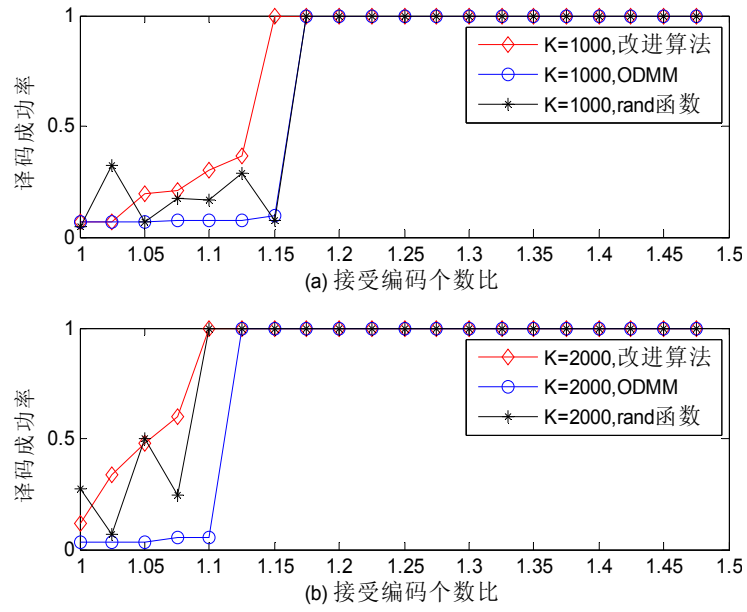 1
0.5
0
译码成功率
K=1000,改进算法
K=1000,ODMM
K=1000,rand函数
1 1.05 1.1 1.15 1.2 1.25 1.3 1.35 1.4 1.45 1.5
(a) 接受编码个数比
1
0.5
0
译码成功率
K=2000,改进算法
K=2000,ODMM
K=2000,rand函数
1 1.05 1.1 1.15 1.2 1.25 1.3 1.35 1.4 1.45 1.5
(b) 接受编码个数比